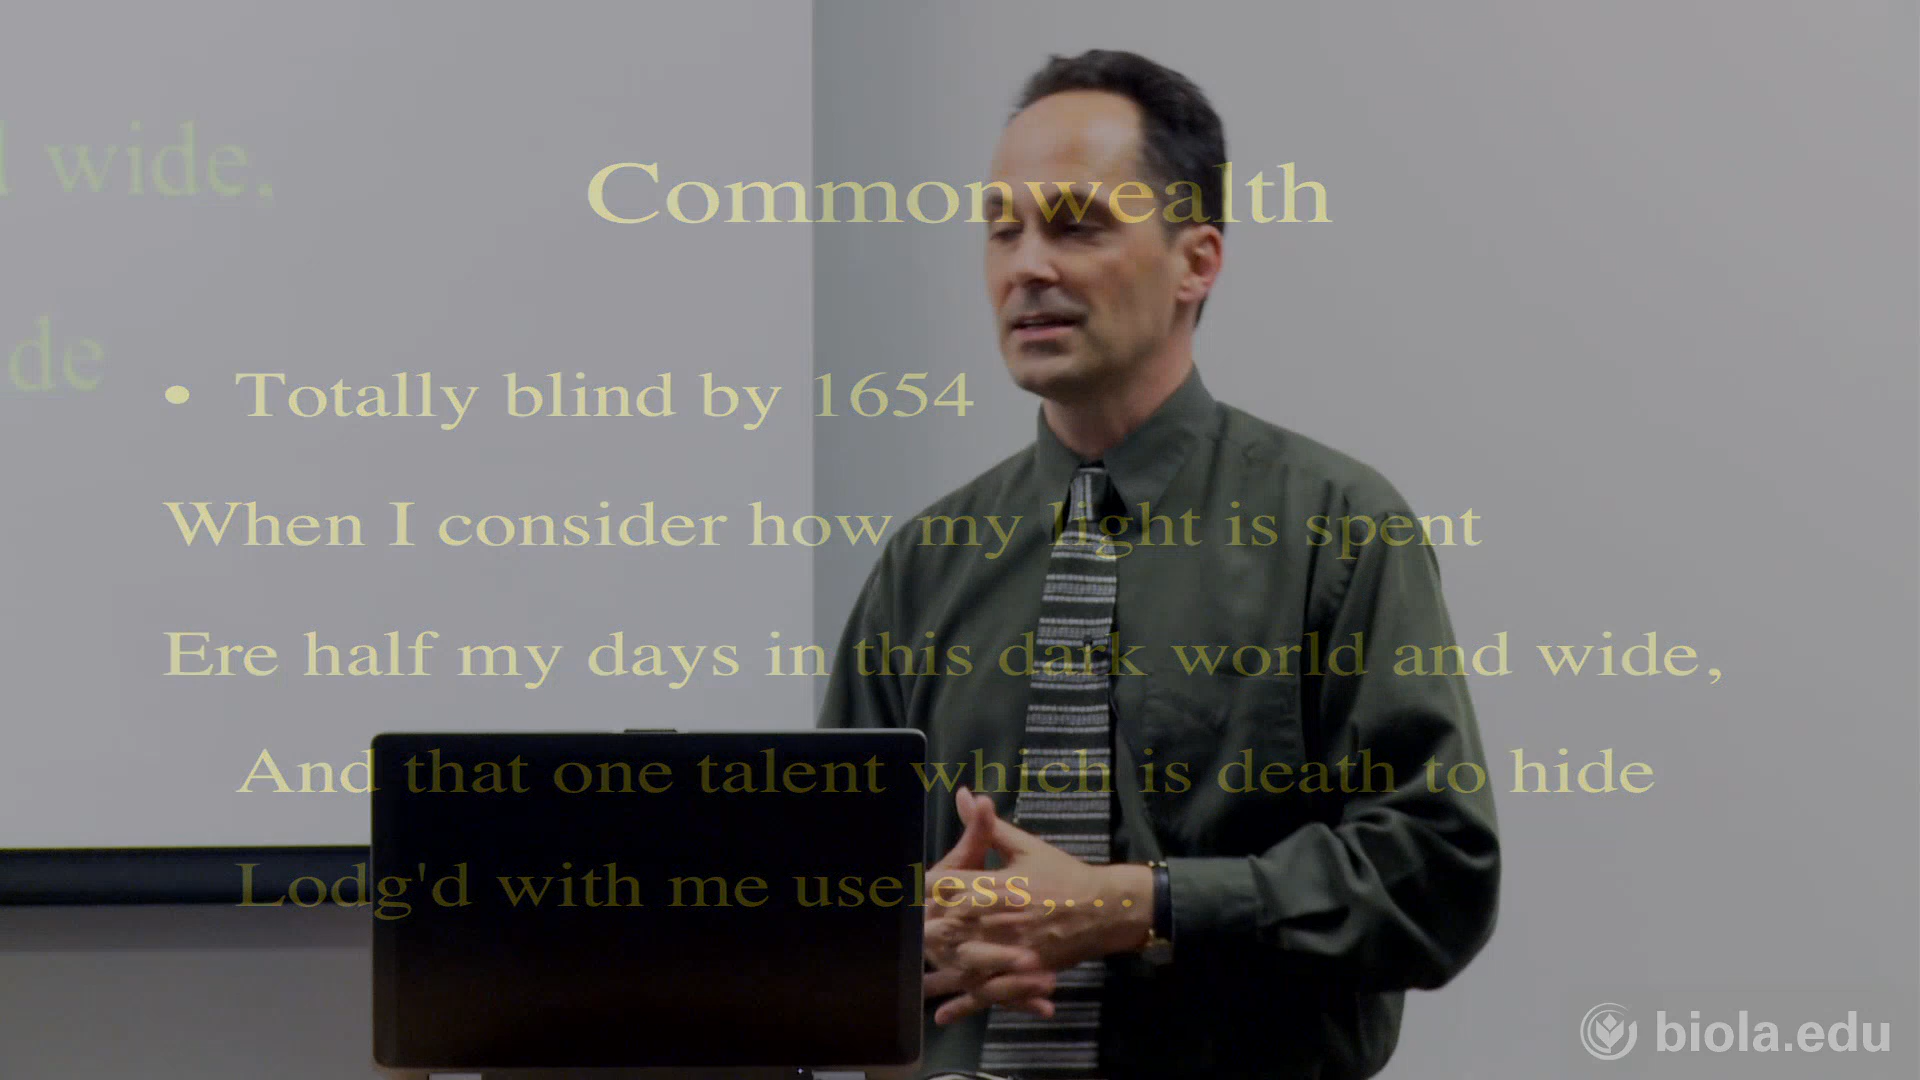 wide,
de
Commonwealth
• Totally blind by 1654
When I consider how my light is spent
Ere half my days in this dark world and wide,
And that one talent which is death to hide
Lodg'd with me useless,…
biola.edu